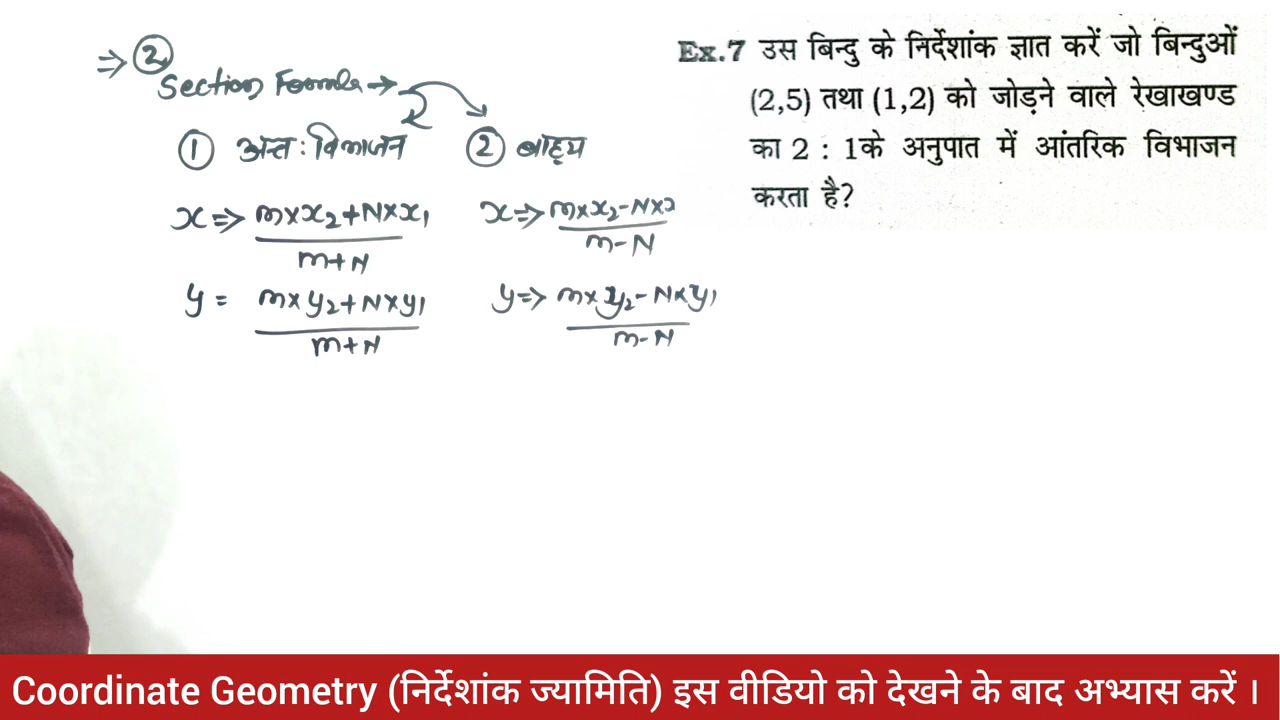 ⇒ ②
Section Formula →
① अन्त: विभाजन ② बाह्य
x ⇒ m×x₂+N×x₁ x ⇒ m×x₂-N×x
m+N m-N
y = m×y₂+N×y₁ y ⇒ m×y₂-N×y₁
m+N m-N
Ex.7 उस बिन्दु के निर्देशांक ज्ञात करें जो बिन्दुओं
(2,5) तथा (1,2) को जोड़ने वाले रेखाखण्ड
का 2 : 1के अनुपात में आंतरिक विभाजन
करता है?
Coordinate Geometry (निर्देशांक ज्यामिति) इस वीडियो को देखने के बाद अभ्यास करें ।